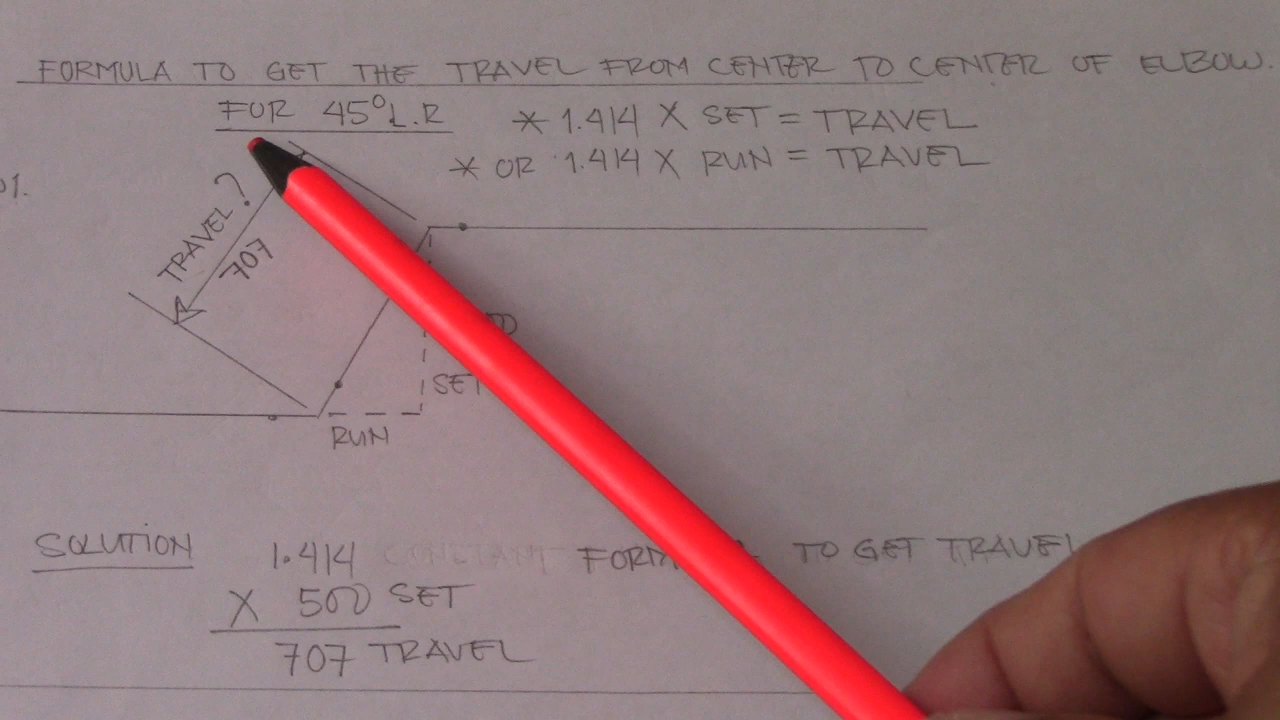 FORMULA TO GET THE TRAVEL FROM CENTER TO CENTER OF ELBOW.
FOR 45° L.R
* 1.414 X SET = TRAVEL
* OR 1.414 X RUN = TRAVEL
TRAVEL ?
707
SET
RUN
SOLUTION
1.414 CONSTANT TO GET TRAVEL
X 500 SET
707 TRAVEL